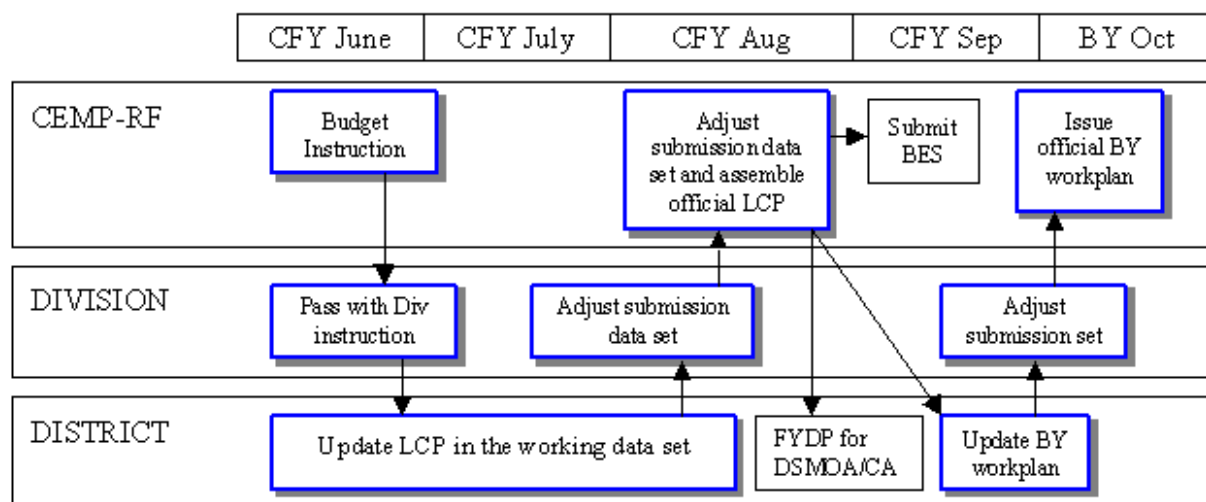 CFY June
CFY July
CFY Aug
CFY Sep
BY Oct
CEMP-RF
Budget
Instruction
Adjust
submission data
set and assemble
official LCP
Submit
BES
Issue
official BY
workplan
DIVISION
Pass with Div
instruction
Adjust submission
data set
Adjust
submission set
DISTRICT
Update LCP in the working data set
FYDP for
DSMOA/CA
Update BY
workplan